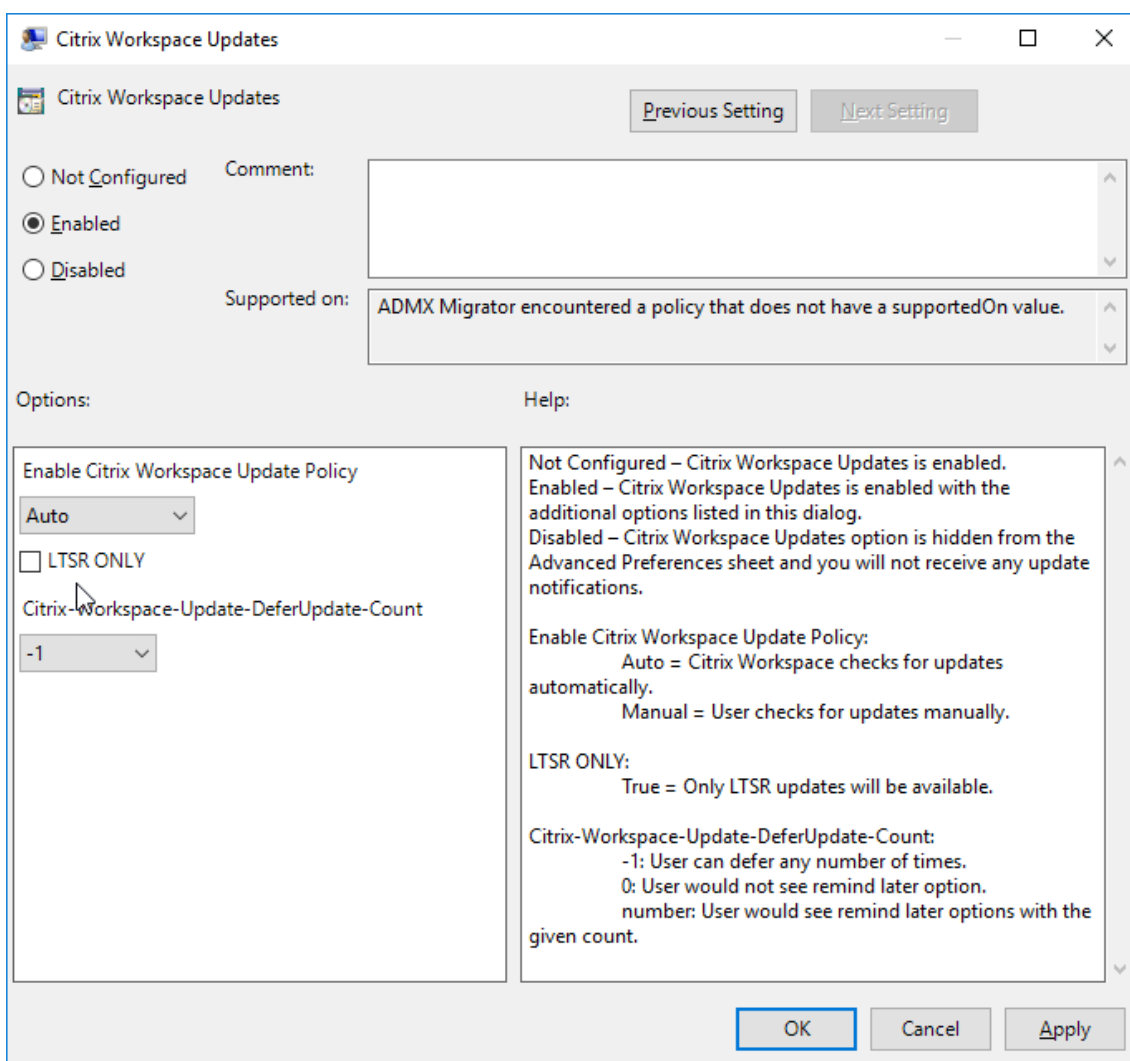 Citrix Workspace Updates
Citrix Workspace Updates
Previous Setting
Next Setting
Not Configured
Comment:
Enabled
Disabled
Supported on:
ADMX Migrator encountered a policy that does not have a supportedOn value.
Options:
Help:
Enable Citrix Workspace Update Policy
Auto
LTSR ONLY
Citrix-Workspace-Update-DeferUpdate-Count
-1
Not Configured – Citrix Workspace Updates is enabled.
Enabled – Citrix Workspace Updates is enabled with the
additional options listed in this dialog.
Disabled – Citrix Workspace Updates option is hidden from the
Advanced Preferences sheet and you will not receive any update
notifications.
Enable Citrix Workspace Update Policy:
Auto = Citrix Workspace checks for updates
automatically.
Manual = User checks for updates manually.
LTSR ONLY:
True = Only LTSR updates will be available.
Citrix-Workspace-Update-DeferUpdate-Count:
-1: User can defer any number of times.
0: User would not see remind later option.
number: User would see remind later options with the
given count.
OK
Cancel
Apply